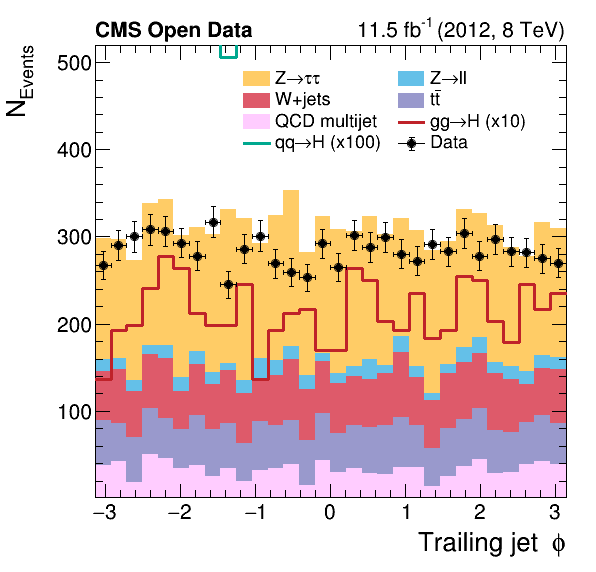 CMS Open Data 11.5 fb⁻¹ (2012, 8 TeV)
N_Events
500
400
300
200
100
Z→ττ Z→ll
W+jets tt̄
QCD multijet gg→H (x10)
qq→H (x100) Data
−3 −2 −1 0 1 2 3
Trailing jet ϕ